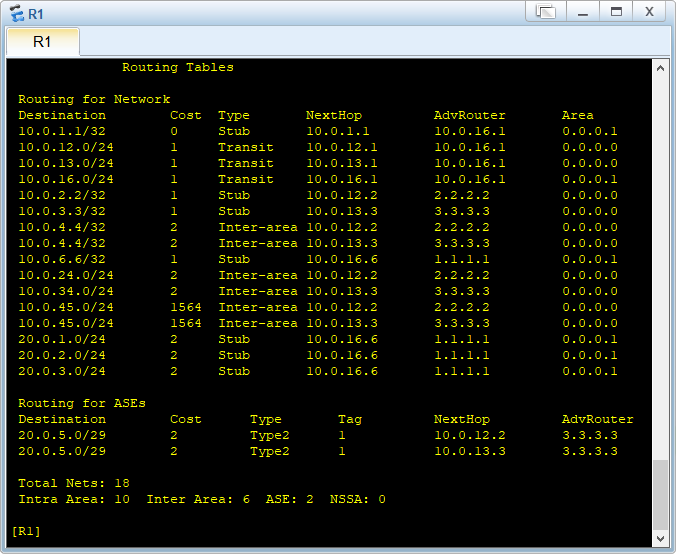 R1
R1
Routing Tables
Routing for Network
Destination Cost Type NextHop AdvRouter Area
10.0.1.1/32 0 Stub 10.0.1.1 10.0.16.1 0.0.0.1
10.0.12.0/24 1 Transit 10.0.12.1 10.0.16.1 0.0.0.0
10.0.13.0/24 1 Transit 10.0.13.1 10.0.16.1 0.0.0.0
10.0.16.0/24 1 Transit 10.0.16.1 10.0.16.1 0.0.0.1
10.0.2.2/32 1 Stub 10.0.12.2 2.2.2.2 0.0.0.0
10.0.3.3/32 1 Stub 10.0.13.3 3.3.3.3 0.0.0.0
10.0.4.4/32 2 Inter-area 10.0.12.2 2.2.2.2 0.0.0.0
10.0.4.4/32 2 Inter-area 10.0.13.3 3.3.3.3 0.0.0.0
10.0.6.6/32 1 Stub 10.0.16.6 1.1.1.1 0.0.0.1
10.0.24.0/24 2 Inter-area 10.0.12.2 2.2.2.2 0.0.0.0
10.0.34.0/24 2 Inter-area 10.0.13.3 3.3.3.3 0.0.0.0
10.0.45.0/24 1564 Inter-area 10.0.12.2 2.2.2.2 0.0.0.0
10.0.45.0/24 1564 Inter-area 10.0.13.3 3.3.3.3 0.0.0.0
20.0.1.0/24 2 Stub 10.0.16.6 1.1.1.1 0.0.0.1
20.0.2.0/24 2 Stub 10.0.16.6 1.1.1.1 0.0.0.1
20.0.3.0/24 2 Stub 10.0.16.6 1.1.1.1 0.0.0.1
Routing for ASEs
Destination Cost Type Tag NextHop AdvRouter
20.0.5.0/29 2 Type2 1 10.0.12.2 3.3.3.3
20.0.5.0/29 2 Type2 1 10.0.13.3 3.3.3.3
Total Nets: 18
Intra Area: 10 Inter Area: 6 ASE: 2 NSSA: 0
[R1]